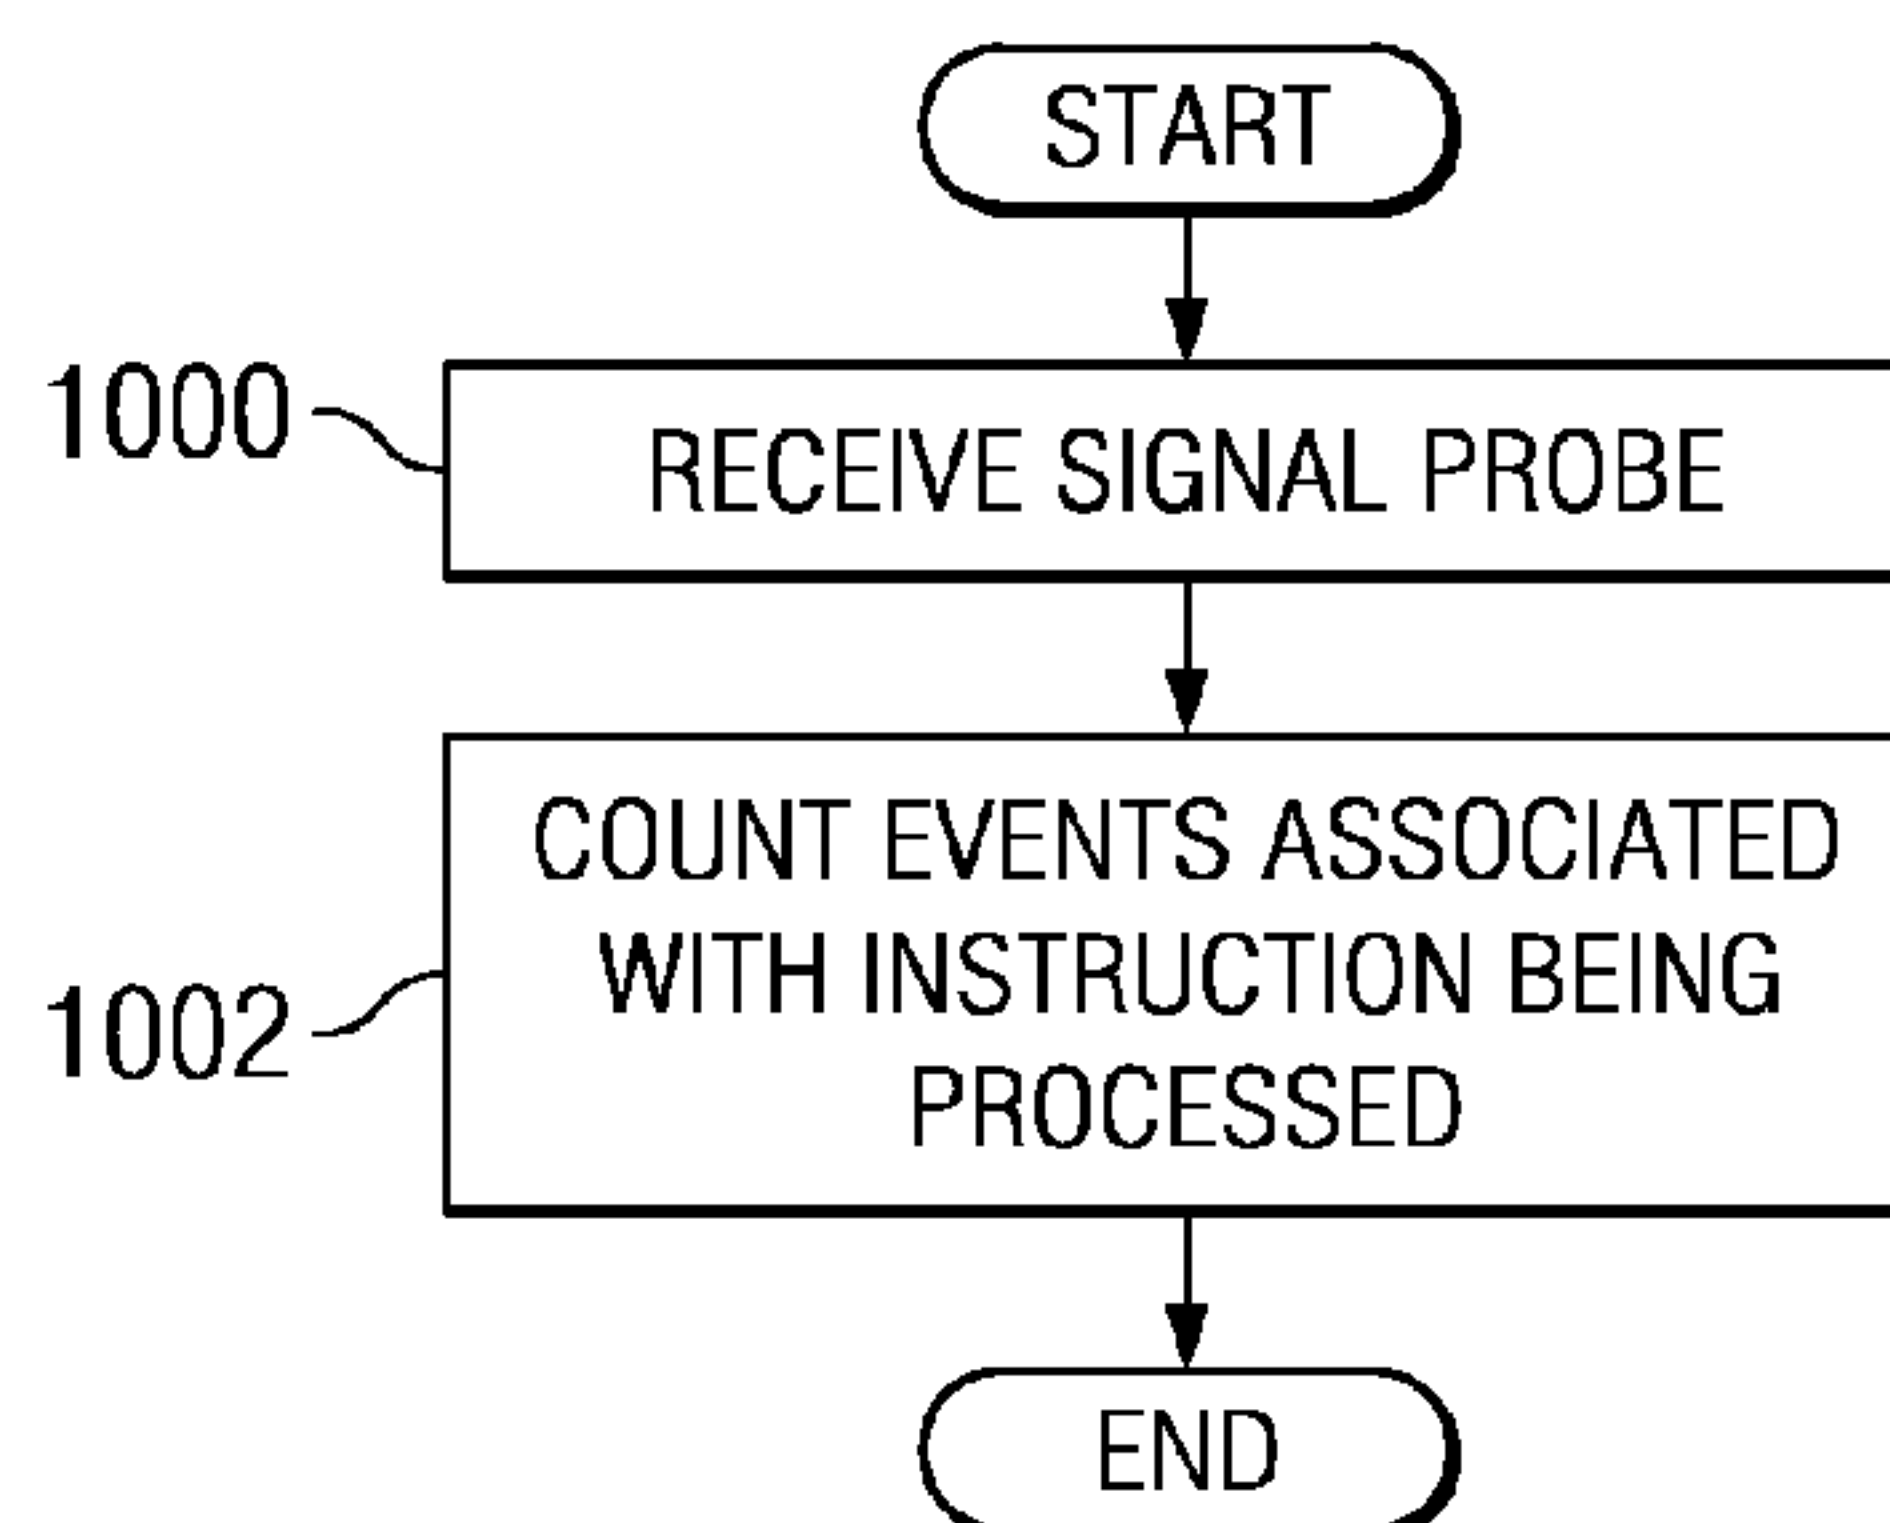 START
1000
RECEIVE SIGNAL PROBE
COUNT EVENTS ASSOCIATED
WITH INSTRUCTION BEING
1002
PROCESSED
END